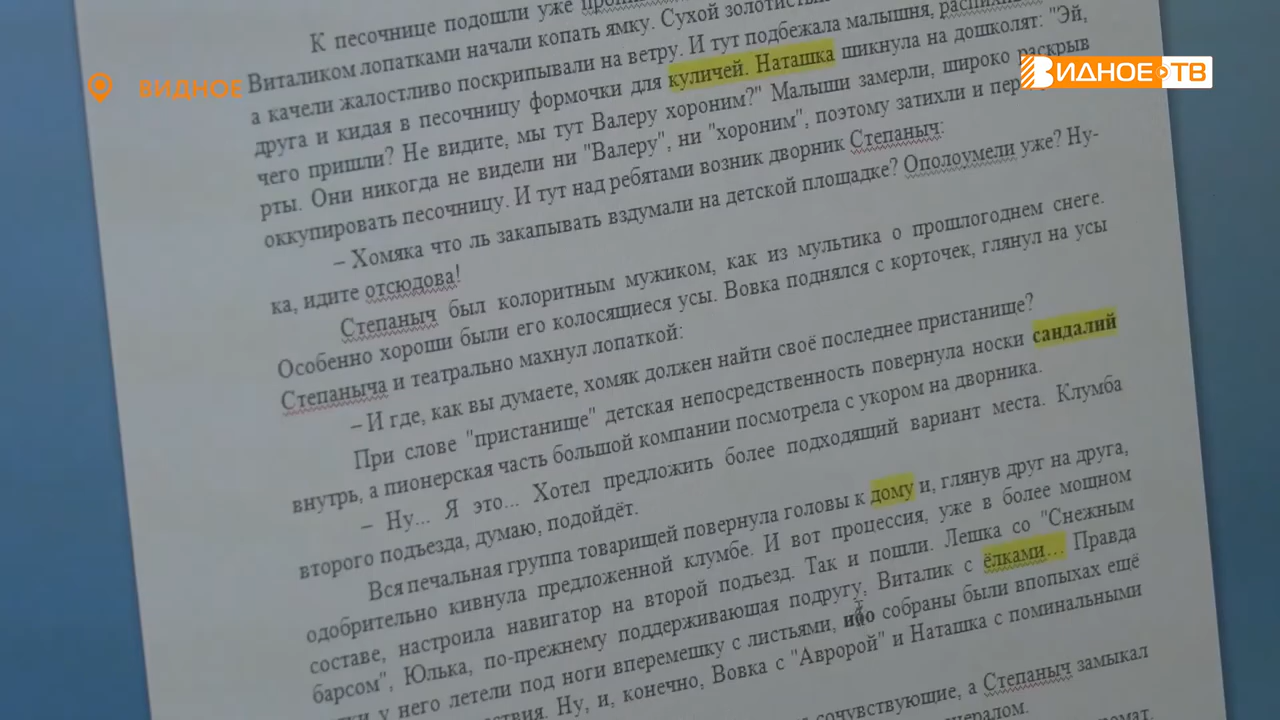 К песочнице подошли уже
Виталиком лопатками начали копать ямку. Сухой
а качели жалостливо поскрипывали на ветру. И тут подбежала малышня,
друга и кидая в песочницу формочки для куличей. Наташка шикнула на дошколят: "Эй,
чего пришли? Не видите, мы тут Валеру хороним?" Малыши замерли, широко раскрыв
рты. Они никогда не видели ни "Валеру", ни "хороним", поэтому затихли и
оккупировать песочницу. И тут над ребятами возник дворник Степаныч:
– Хомяка что ль закапывать вздумали на детской площадке? Ополоумели уже? Ну-
ка, идите отсюдова!
Степаныч был колоритным мужиком, как из мультика о прошлогоднем снеге.
Особенно хороши были его колосящиеся усы. Вовка поднялся с корточек, глянул на усы
Степаныча и театрально махнул лопаткой:
– И где, как вы думаете, хомяк должен найти своё последнее пристанище?
При слове "пристанище" детская непосредственность повернула носки сандалий
внутрь, а пионерская часть большой компании посмотрела с укором на дворника.
– Ну... Я это... Хотел предложить более подходящий вариант места. Клумба
второго подъезда, думаю, подойдёт.
Вся печальная группа товарищей повернула головы к дому и, глянув друг на друга,
одобрительно кивнула предложенной клумбе. И вот процессия, уже в более мощном
составе, настроила навигатор на второй подъезд. Так и пошли. Лешка со "Снежным
барсом", Юлька, по-прежнему поддерживающая подругу, Виталик с ёлками... Правда
у него летели под ноги вперемешку с листьями, ибо собраны были впопыхах ещё
Ну, и, конечно, Вовка с "Авророй" и Наташка с поминальными
сочувствующие, а Степаныч замыкал
ВИДНОЕ
ВИДНОЕ ТВ